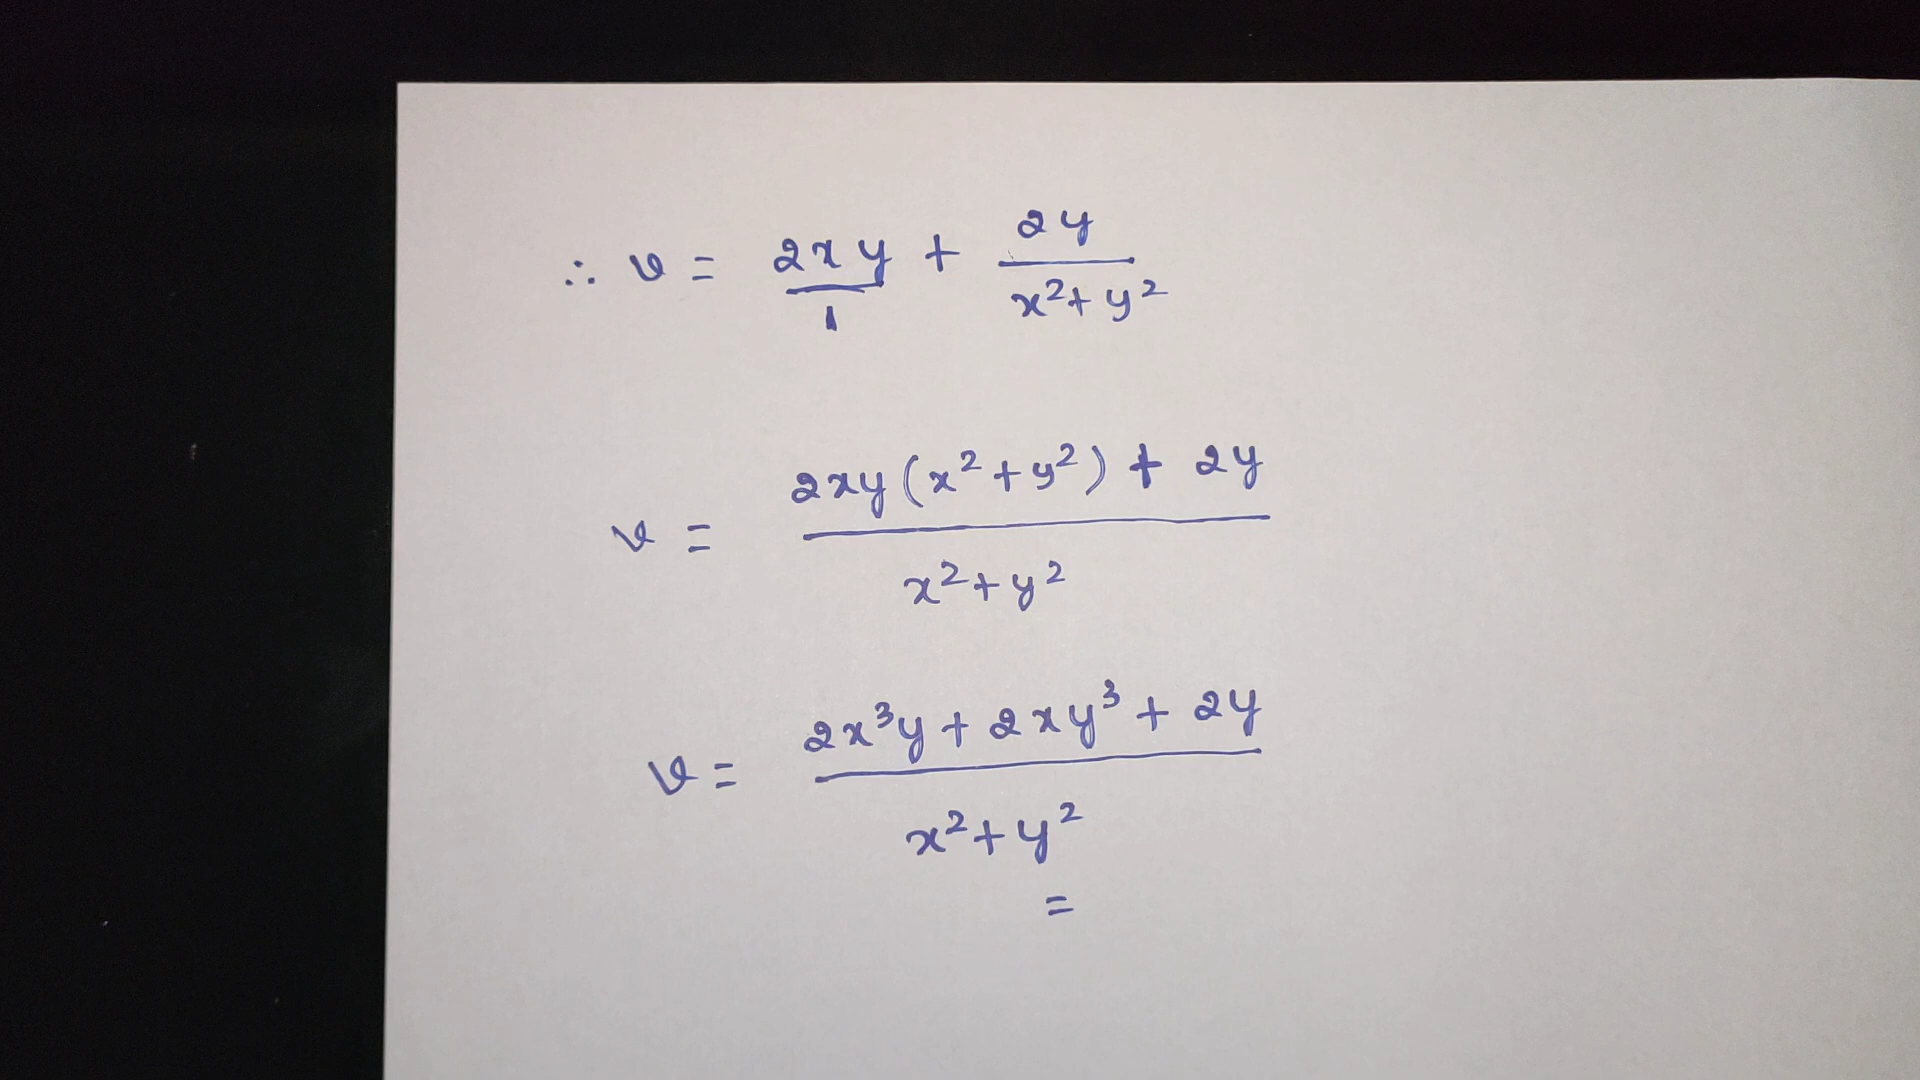 ∴ v = 2xy/1 + 2y/(x²+y²)
v = (2xy(x²+y²) + 2y)/(x²+y²)
v = (2x³y + 2xy³ + 2y)/(x²+y²)
=